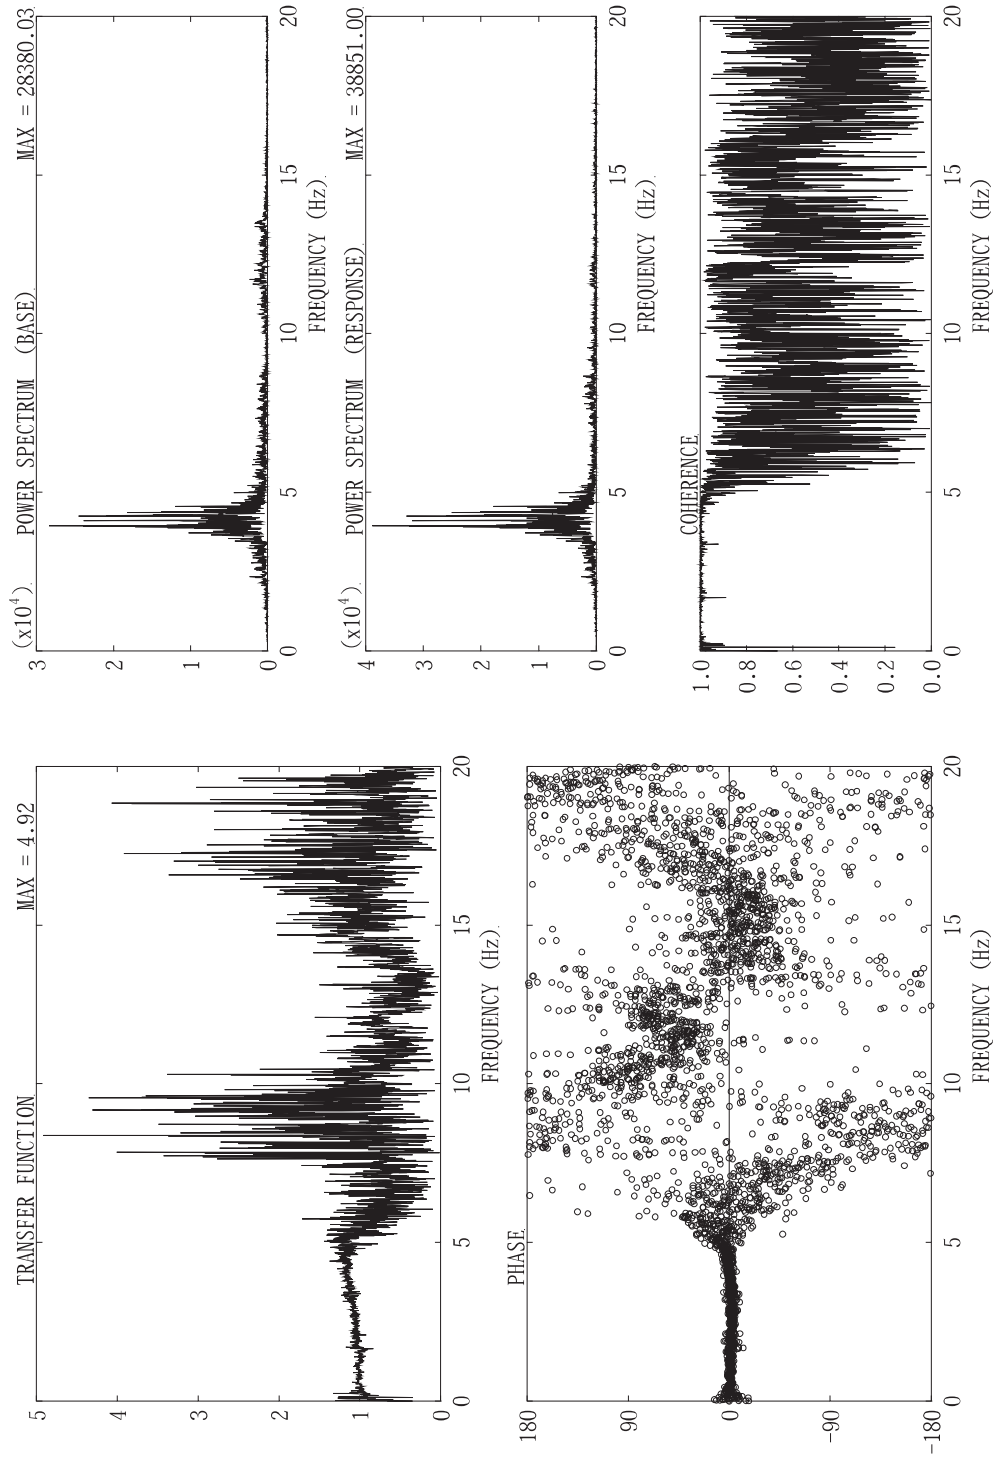 TRANSFER FUNCTION MAX = 4.92
5
4
3
2
1
0
0 5 10 15 20
FREQUENCY (Hz)
PHASE
180
90
0
-90
-180
0 5 10 15 20
FREQUENCY (Hz)
(x10⁴) POWER SPECTRUM (BASE) MAX = 28380.03
3
2
1
0
0 5 10 15 20
FREQUENCY (Hz)
(x10⁴) POWER SPECTRUM (RESPONSE) MAX = 38851.00
4
3
2
1
0
0 5 10 15 20
FREQUENCY (Hz)
COHERENCE
1.0
0.8
0.6
0.4
0.2
0.0
0 5 10 15 20
FREQUENCY (Hz)